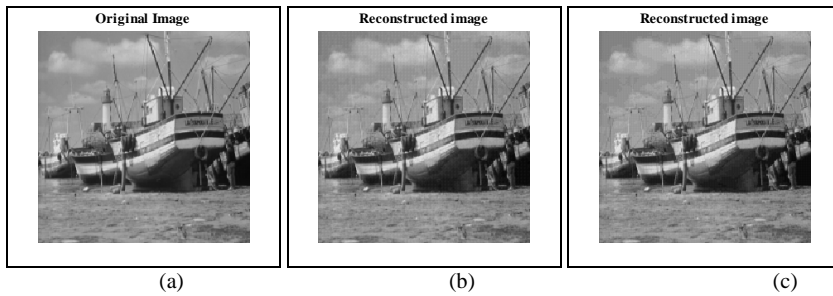 Original Image
Reconstructed image
Reconstructed image
(a)
(b)
(c)